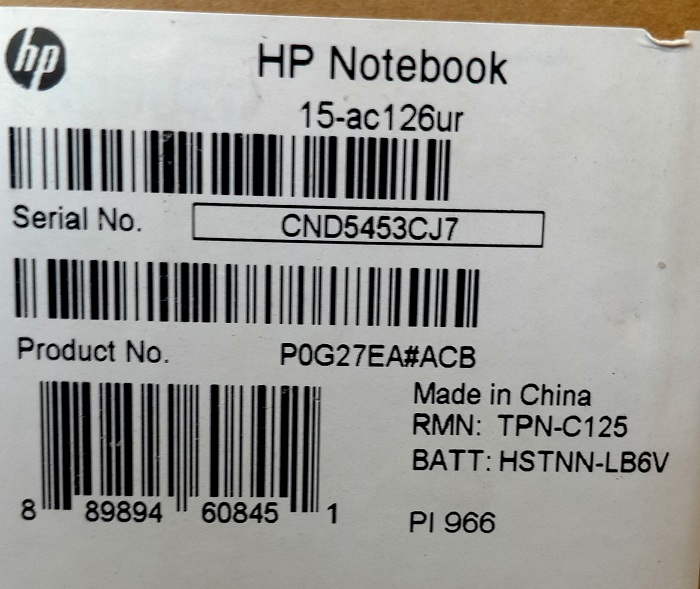 hp
HP Notebook
15-ac126ur
Serial No. CND5453CJ7
Product No. P0G27EA#ACB
Made in China
RMN: TPN-C125
BATT: HSTNN-LB6V
8 89894 60845 1
PI 966